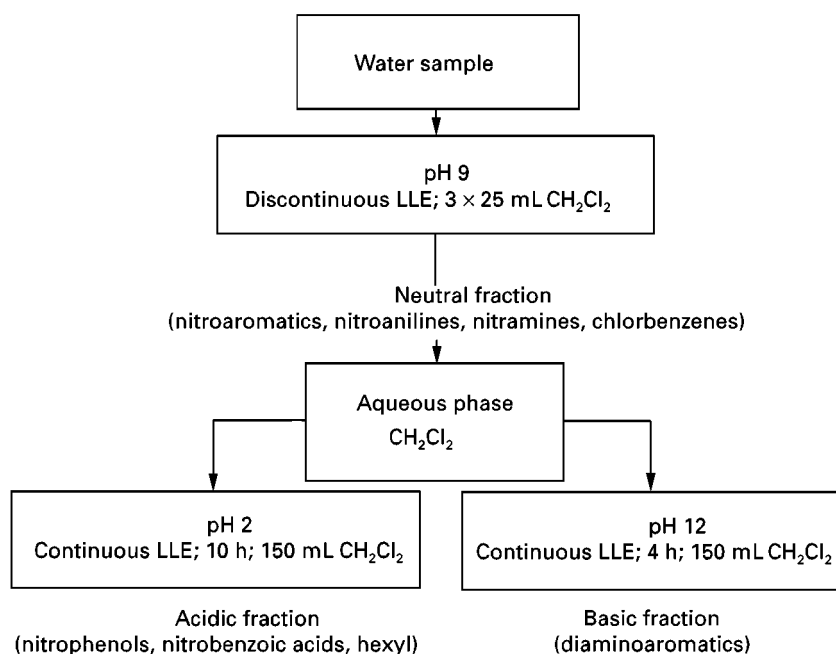 Water sample
pH 9
Discontinuous LLE; 3 × 25 mL CH₂Cl₂
Neutral fraction
(nitroaromatics, nitroanilines, nitramines, chlorbenzenes)
Aqueous phase
CH₂Cl₂
pH 2
Continuous LLE; 10 h; 150 mL CH₂Cl₂
Acidic fraction
(nitrophenols, nitrobenzoic acids, hexyl)
pH 12
Continuous LLE; 4 h; 150 mL CH₂Cl₂
Basic fraction
(diaminoaromatics)